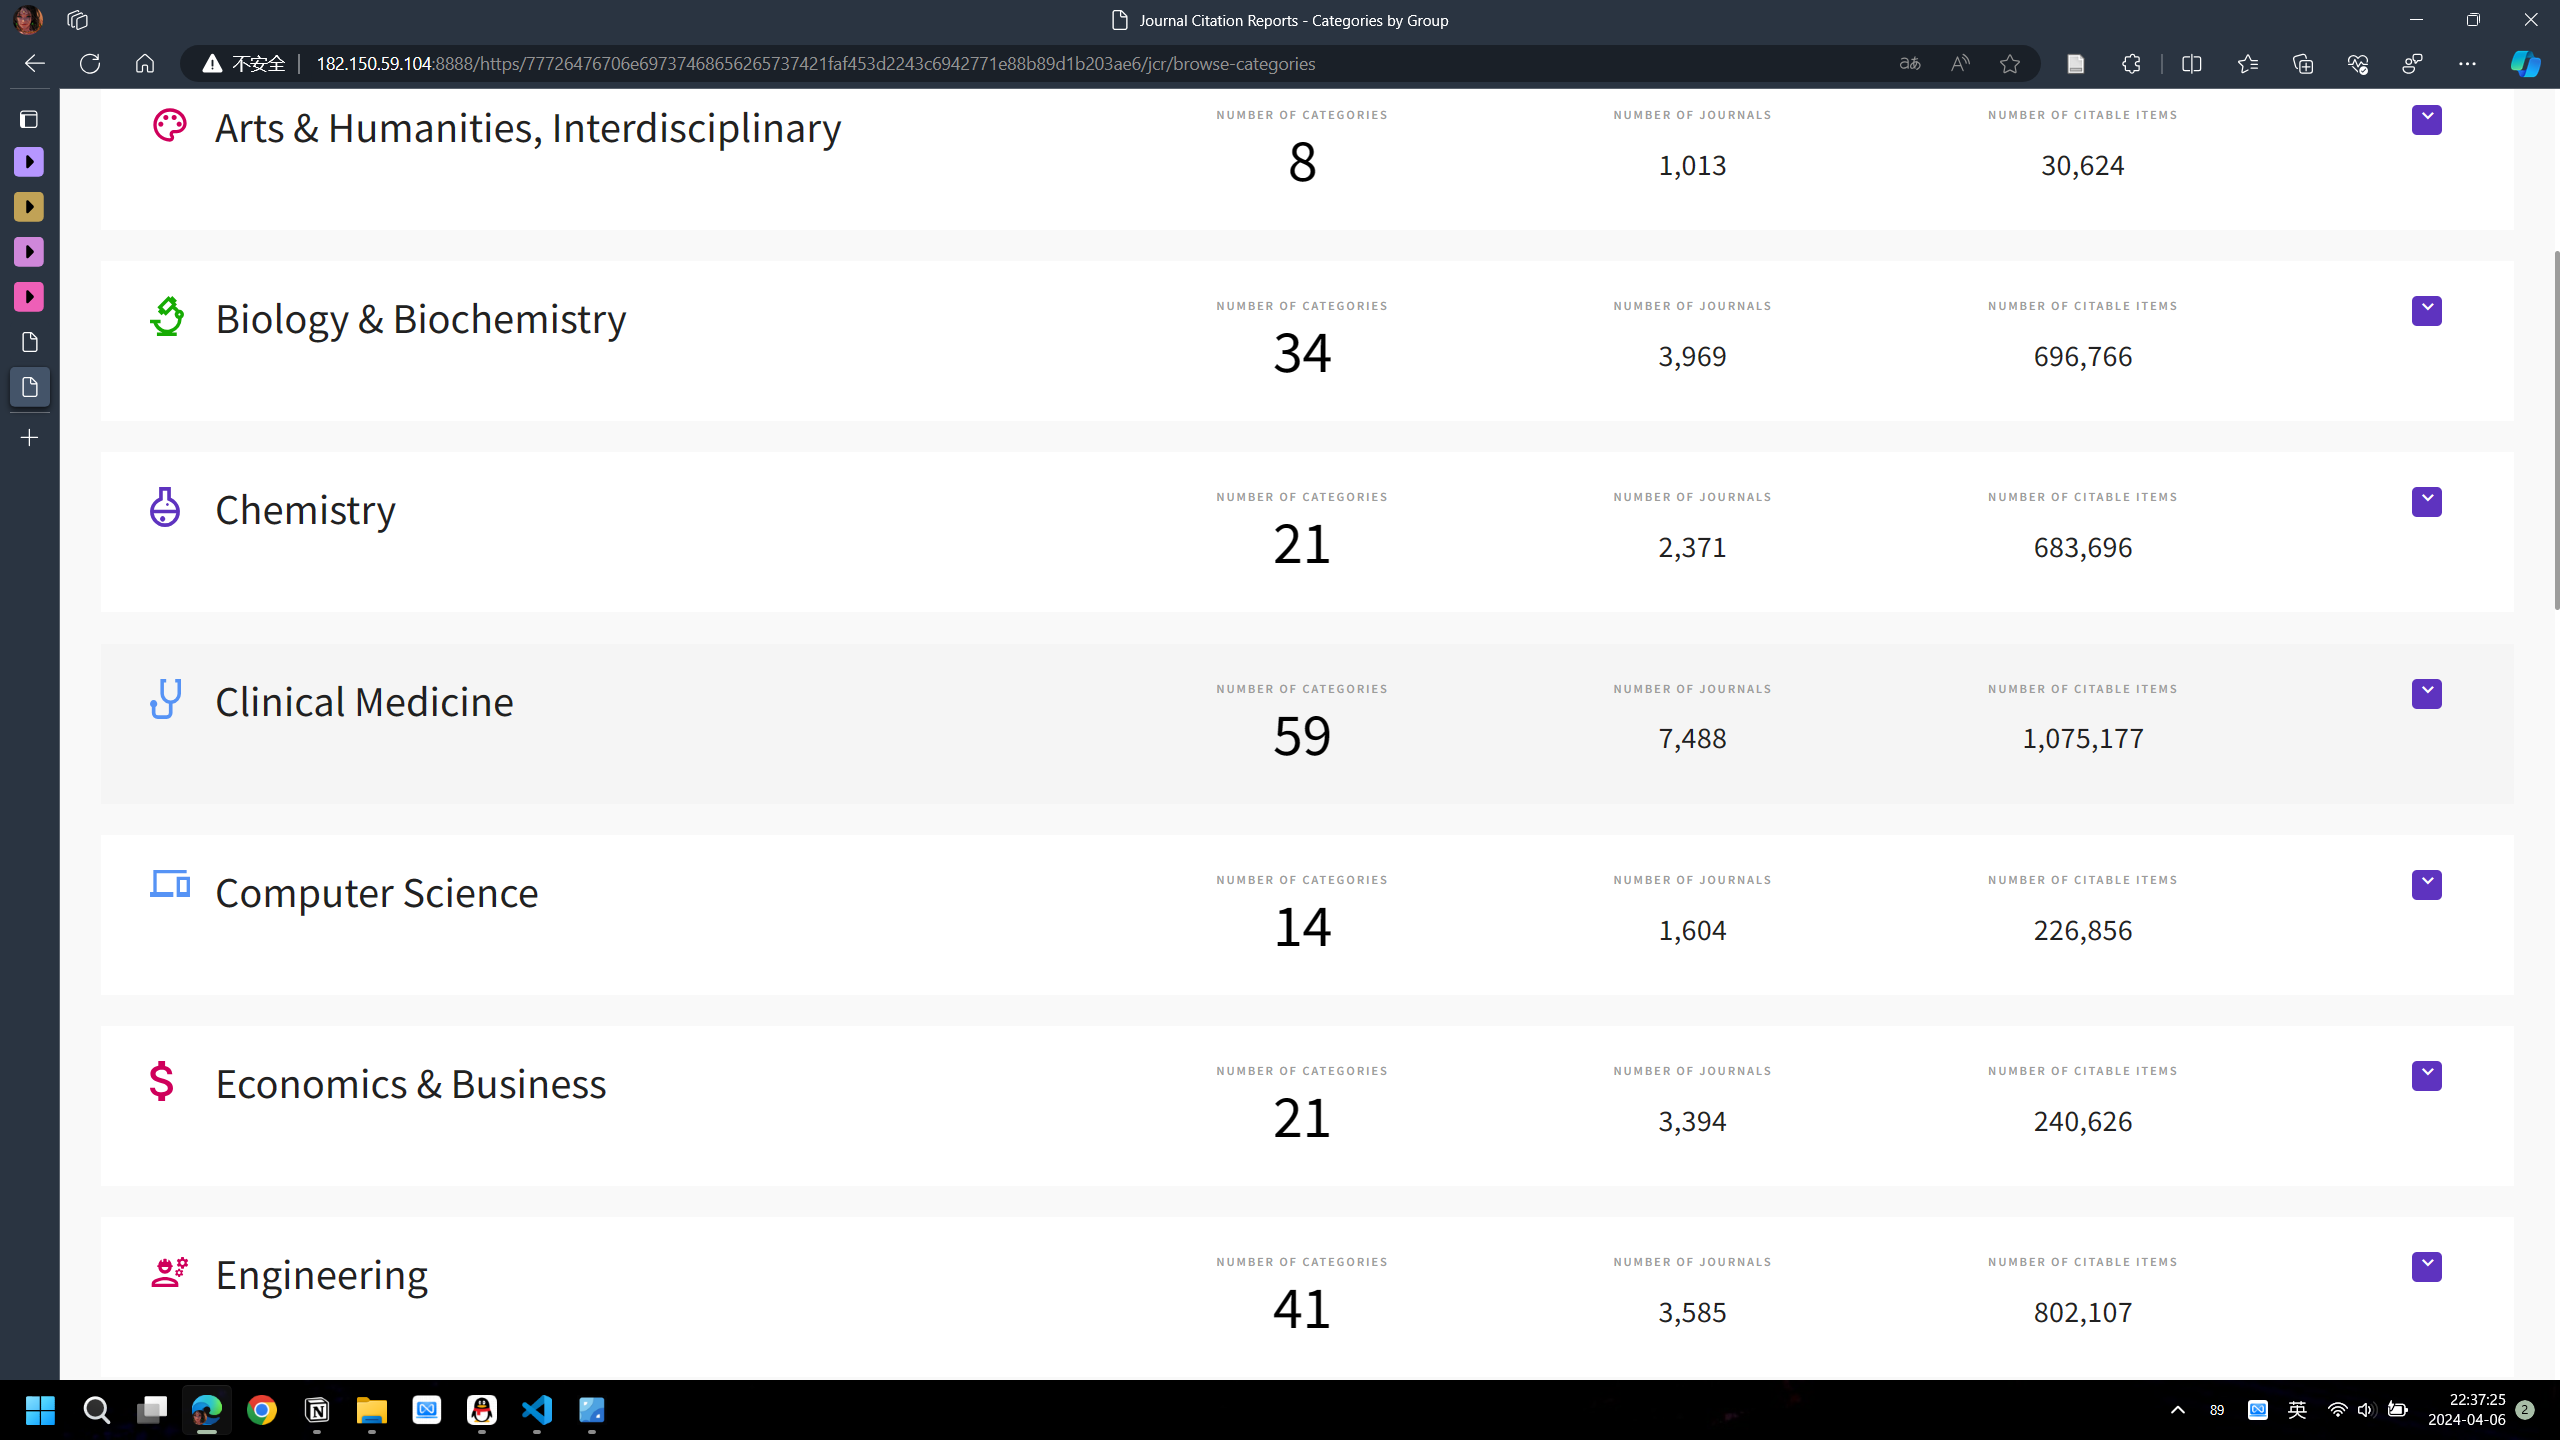 Journal Citation Reports - Categories by Group
不安全 182.150.59.104:8888/https/77726476706e69737468656265737421faf453d2243c6942771e88b89d1b203ae6/jcr/browse-categories
Arts & Humanities, Interdisciplinary
NUMBER OF CATEGORIES
8
NUMBER OF JOURNALS
1,013
NUMBER OF CITABLE ITEMS
30,624
Biology & Biochemistry
NUMBER OF CATEGORIES
34
NUMBER OF JOURNALS
3,969
NUMBER OF CITABLE ITEMS
696,766
Chemistry
NUMBER OF CATEGORIES
21
NUMBER OF JOURNALS
2,371
NUMBER OF CITABLE ITEMS
683,696
Clinical Medicine
NUMBER OF CATEGORIES
59
NUMBER OF JOURNALS
7,488
NUMBER OF CITABLE ITEMS
1,075,177
Computer Science
NUMBER OF CATEGORIES
14
NUMBER OF JOURNALS
1,604
NUMBER OF CITABLE ITEMS
226,856
Economics & Business
NUMBER OF CATEGORIES
21
NUMBER OF JOURNALS
3,394
NUMBER OF CITABLE ITEMS
240,626
Engineering
NUMBER OF CATEGORIES
41
NUMBER OF JOURNALS
3,585
NUMBER OF CITABLE ITEMS
802,107
89
英
22:37:25
2024-04-06
2